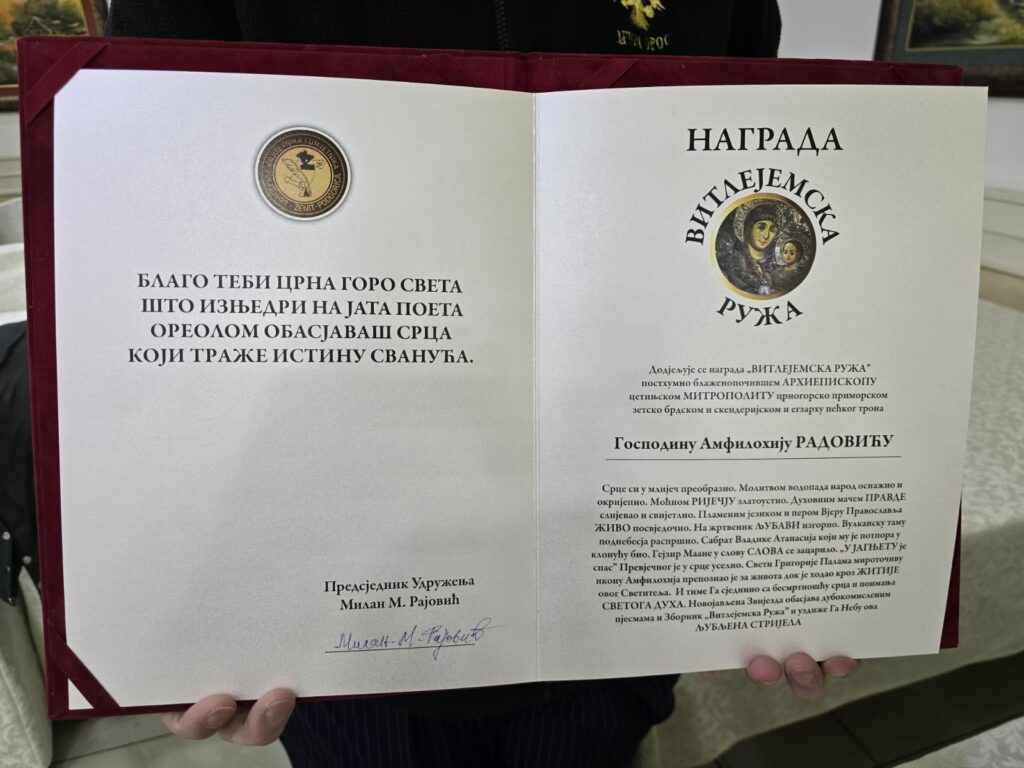 БЛАГО ТЕБИ ЦРНА ГОРО СВЕТА
ШТО ИЗЊЕДРИ НА ЈАТА ПОЕТА
ОРЕОЛОМ ОБАСЈАВАШ СРЦА
КОЈИ ТРАЖЕ ИСТИНУ СВАНУЋА.
Предсједник Удружења
Милан М. Рајовић
Милан М. Рајовић
НАГРАДА
ВИТЛЕЈЕМСКА
РУЖА
Додјељује се награда „ВИТЛЕЈЕМСКА РУЖА”
постхумно блаженопочившем АРХИЕПИСКОПУ
цетињском МИТРОПОЛИТУ црногорско приморском
зетско брдском и скендеријском и егзарху пећког трона
Господину Амфилохију РАДОВИЋУ
Срце си у млијеч преобразио. Молитвом водопада народ оснажио и
окријепио. Моћном РИЈЕЧЈУ златоустио. Духовним мачем ПРАВДЕ
слијевао и свијетлио. Пламеним језиком и пером Вјеру Православља
ЖИВО посвједочио. На жртвеник ЉУБАВИ изгорио. Вулканску таму
поднебесја распршио. Сабрат Владике Атанасија који му је потпора у
клонућу био. Гејзир Маане у слову СЛОВА се зацарило. „У ЈАГЊЕТУ је
спас” Превјечног је у срце уселио. Свети Григорије Палама мироточиву
икону Амфилохија препознао је за живота док је ходао кроз ЖИТИЈЕ
овог Светитеља. И тиме Га сјединио са бесмртношћу срца и поимања
СВЕТОГА ДУХА. Новојављена Звијезда обасјава дубокомисленим
пјесмама и Зборник „Витлејемска Ружа” и уздиже Га Небу ова
ЉУБЉЕНА СТРИЈЕЛА